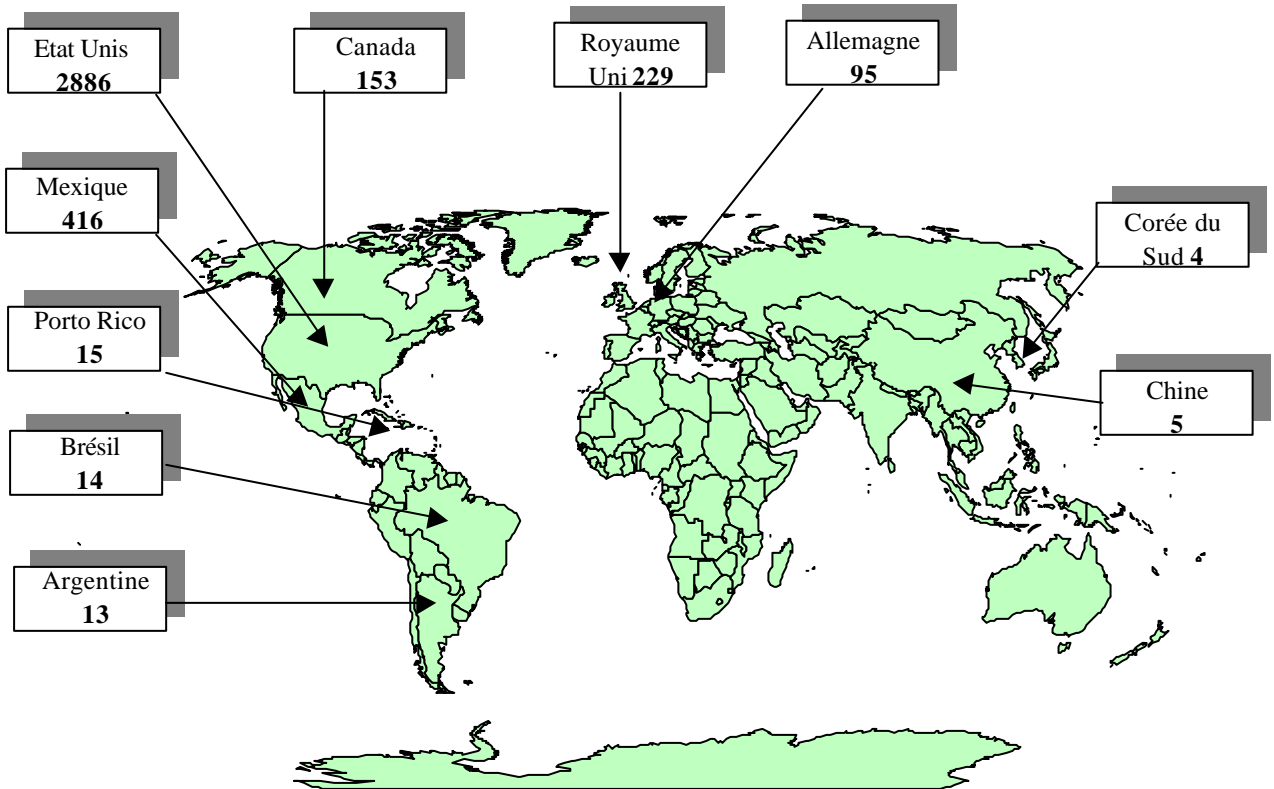 Etat Unis
2886
Canada
153
Royaume
Uni 229
Allemagne
95
Mexique
416
Corée du
Sud 4
Porto Rico
15
Chine
5
Brésil
14
Argentine
13